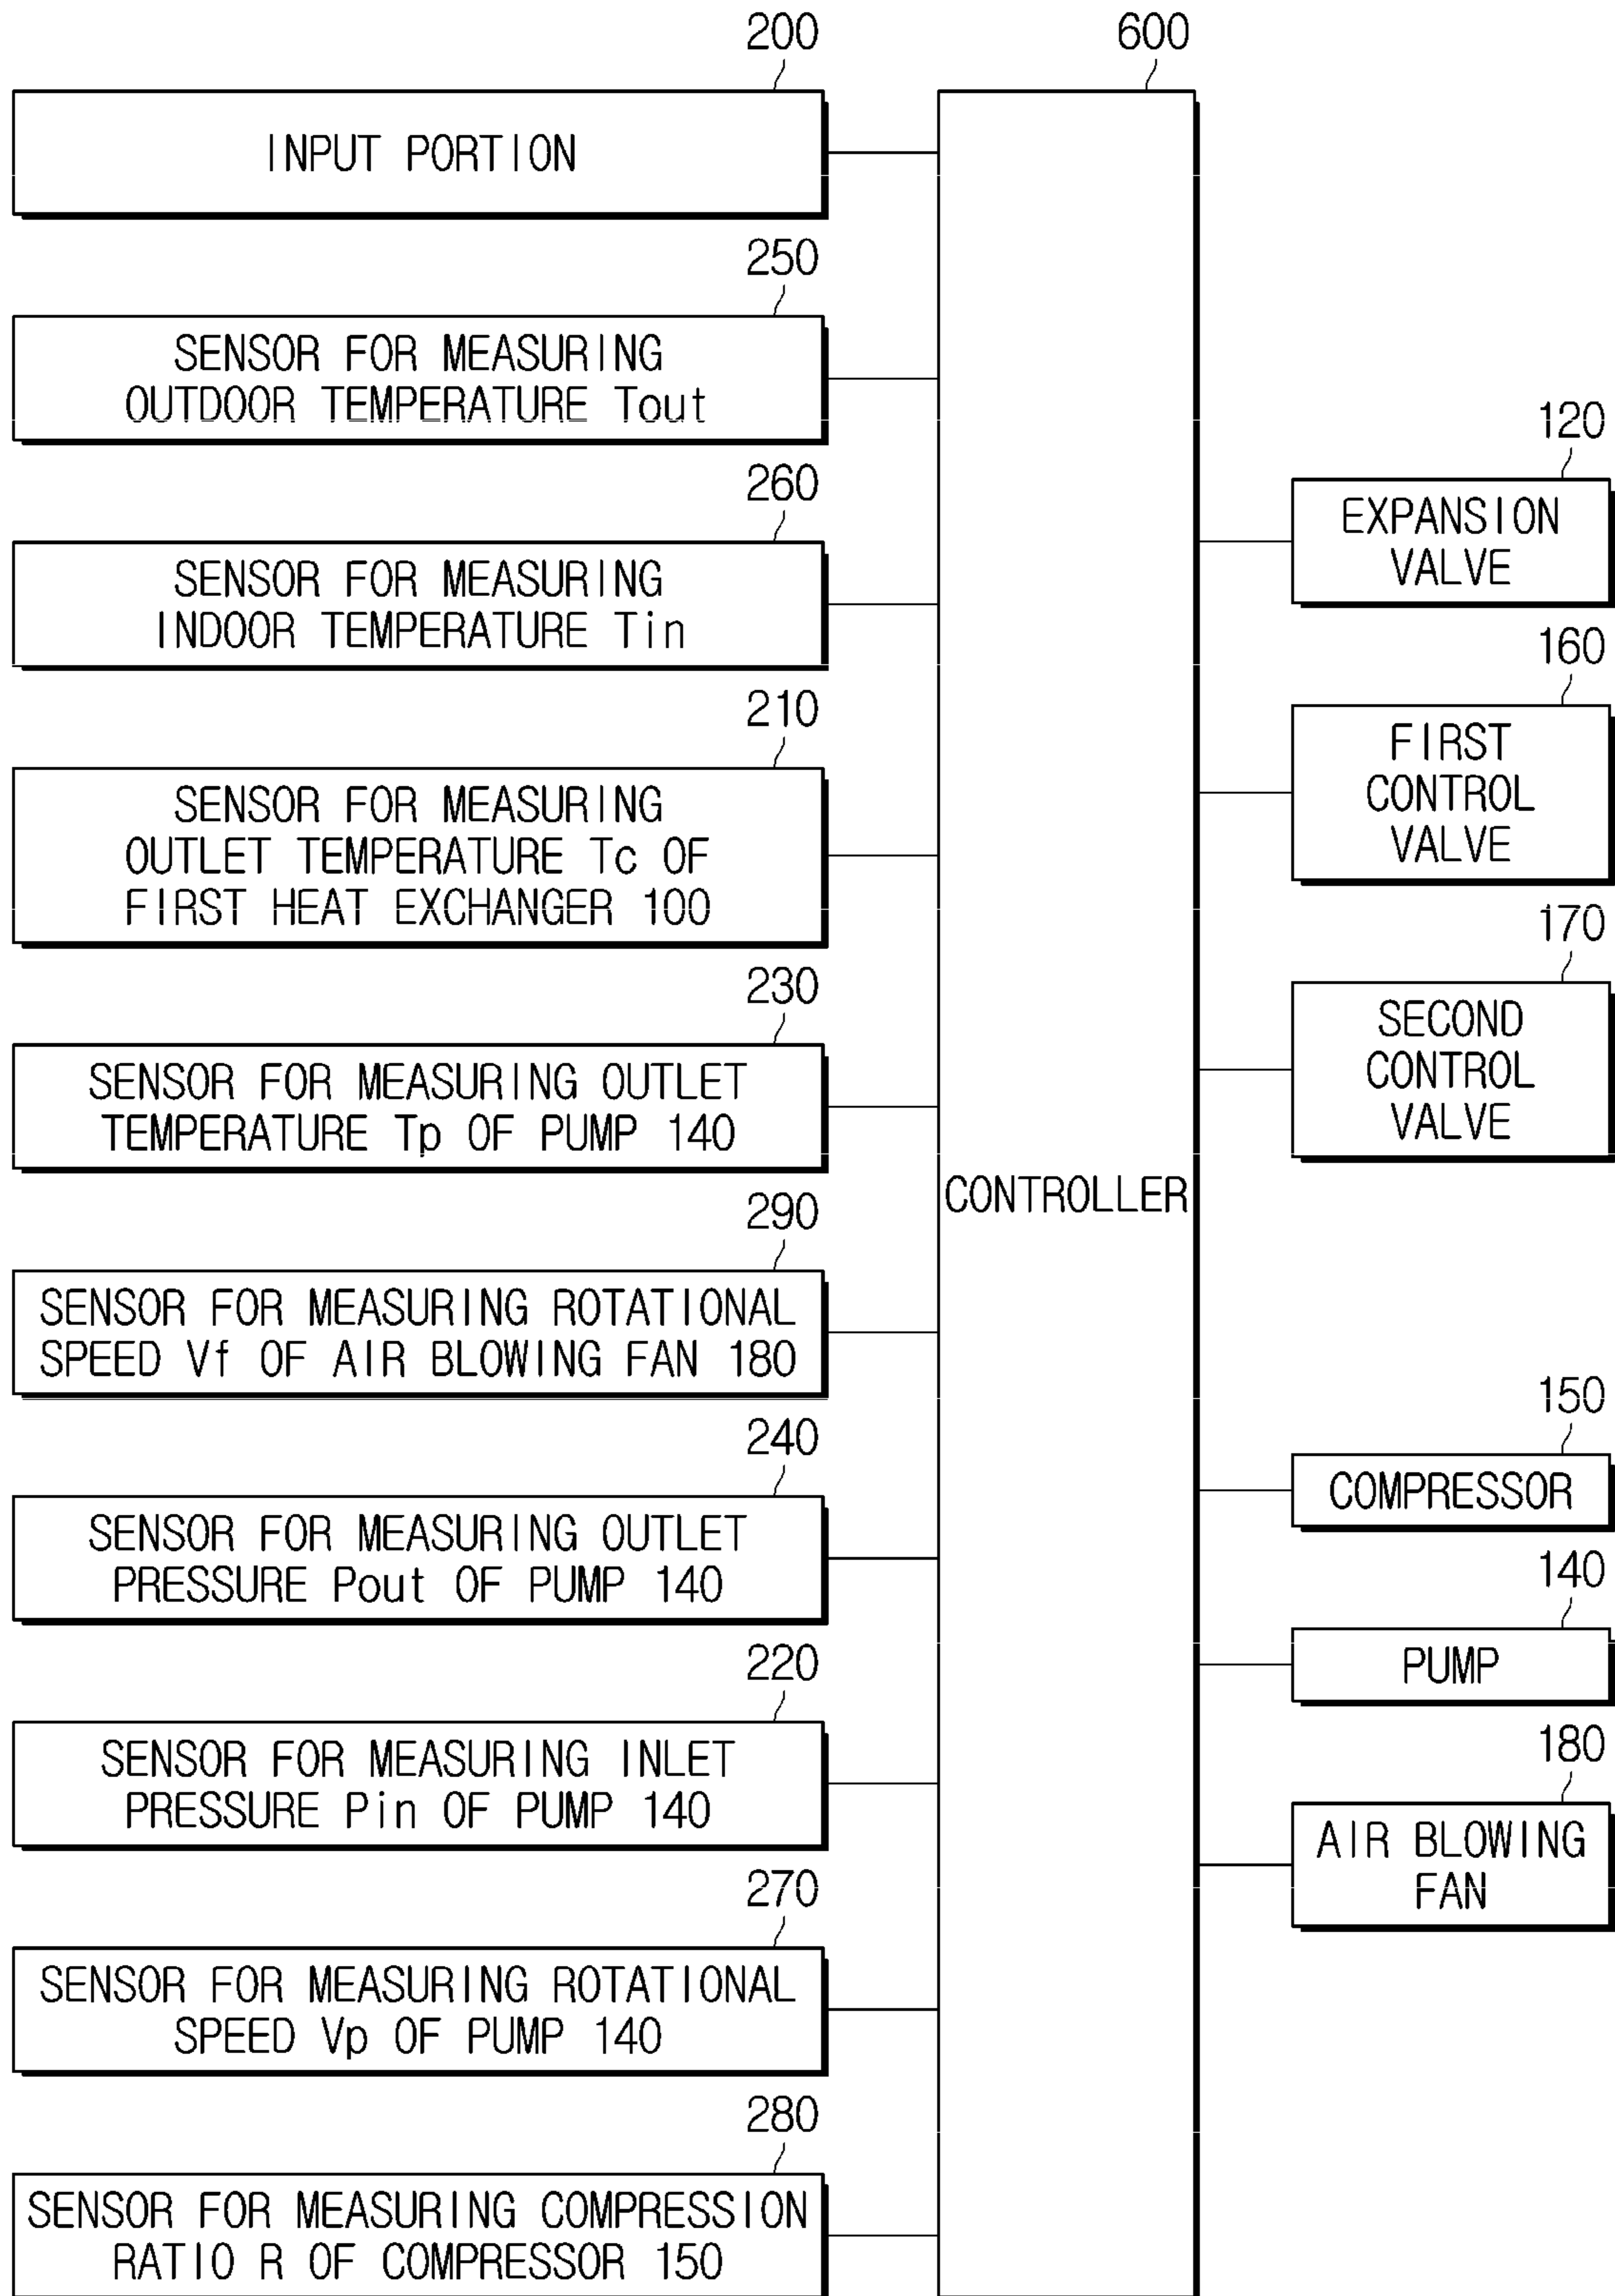 200
INPUT PORTION
250
SENSOR FOR MEASURING
OUTDOOR TEMPERATURE Tout
260
SENSOR FOR MEASURING
INDOOR TEMPERATURE Tin
210
SENSOR FOR MEASURING
OUTLET TEMPERATURE Tc OF
FIRST HEAT EXCHANGER 100
230
SENSOR FOR MEASURING OUTLET
TEMPERATURE Tp OF PUMP 140
290
SENSOR FOR MEASURING ROTATIONAL
SPEED Vf OF AIR BLOWING FAN 180
240
SENSOR FOR MEASURING OUTLET
PRESSURE Pout OF PUMP 140
220
SENSOR FOR MEASURING INLET
PRESSURE Pin OF PUMP 140
270
SENSOR FOR MEASURING ROTATIONAL
SPEED Vp OF PUMP 140
280
SENSOR FOR MEASURING COMPRESSION
RATIO R OF COMPRESSOR 150
600
CONTROLLER
120
EXPANSION
VALVE
160
FIRST
CONTROL
VALVE
170
SECOND
CONTROL
VALVE
150
COMPRESSOR
140
PUMP
180
AIR BLOWING
FAN